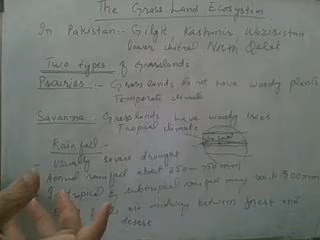 The Grass Land Ecosystem
In Pakistan:- Gilgit, Kashmir, Waziristan
lower chitral, North Qalat
Two types of Grasslands
Prairies:- Grasslands do not have woody plants
Temperate climate
Savanna:- Grasslands have woody trees
Tropical climate
Rainfall:-
- Usually severe drought
- Annual rainfall about 250 - 750 mm
In tropical & subtropical rainfall may reach 1500 mm
are midway between forest and
desert